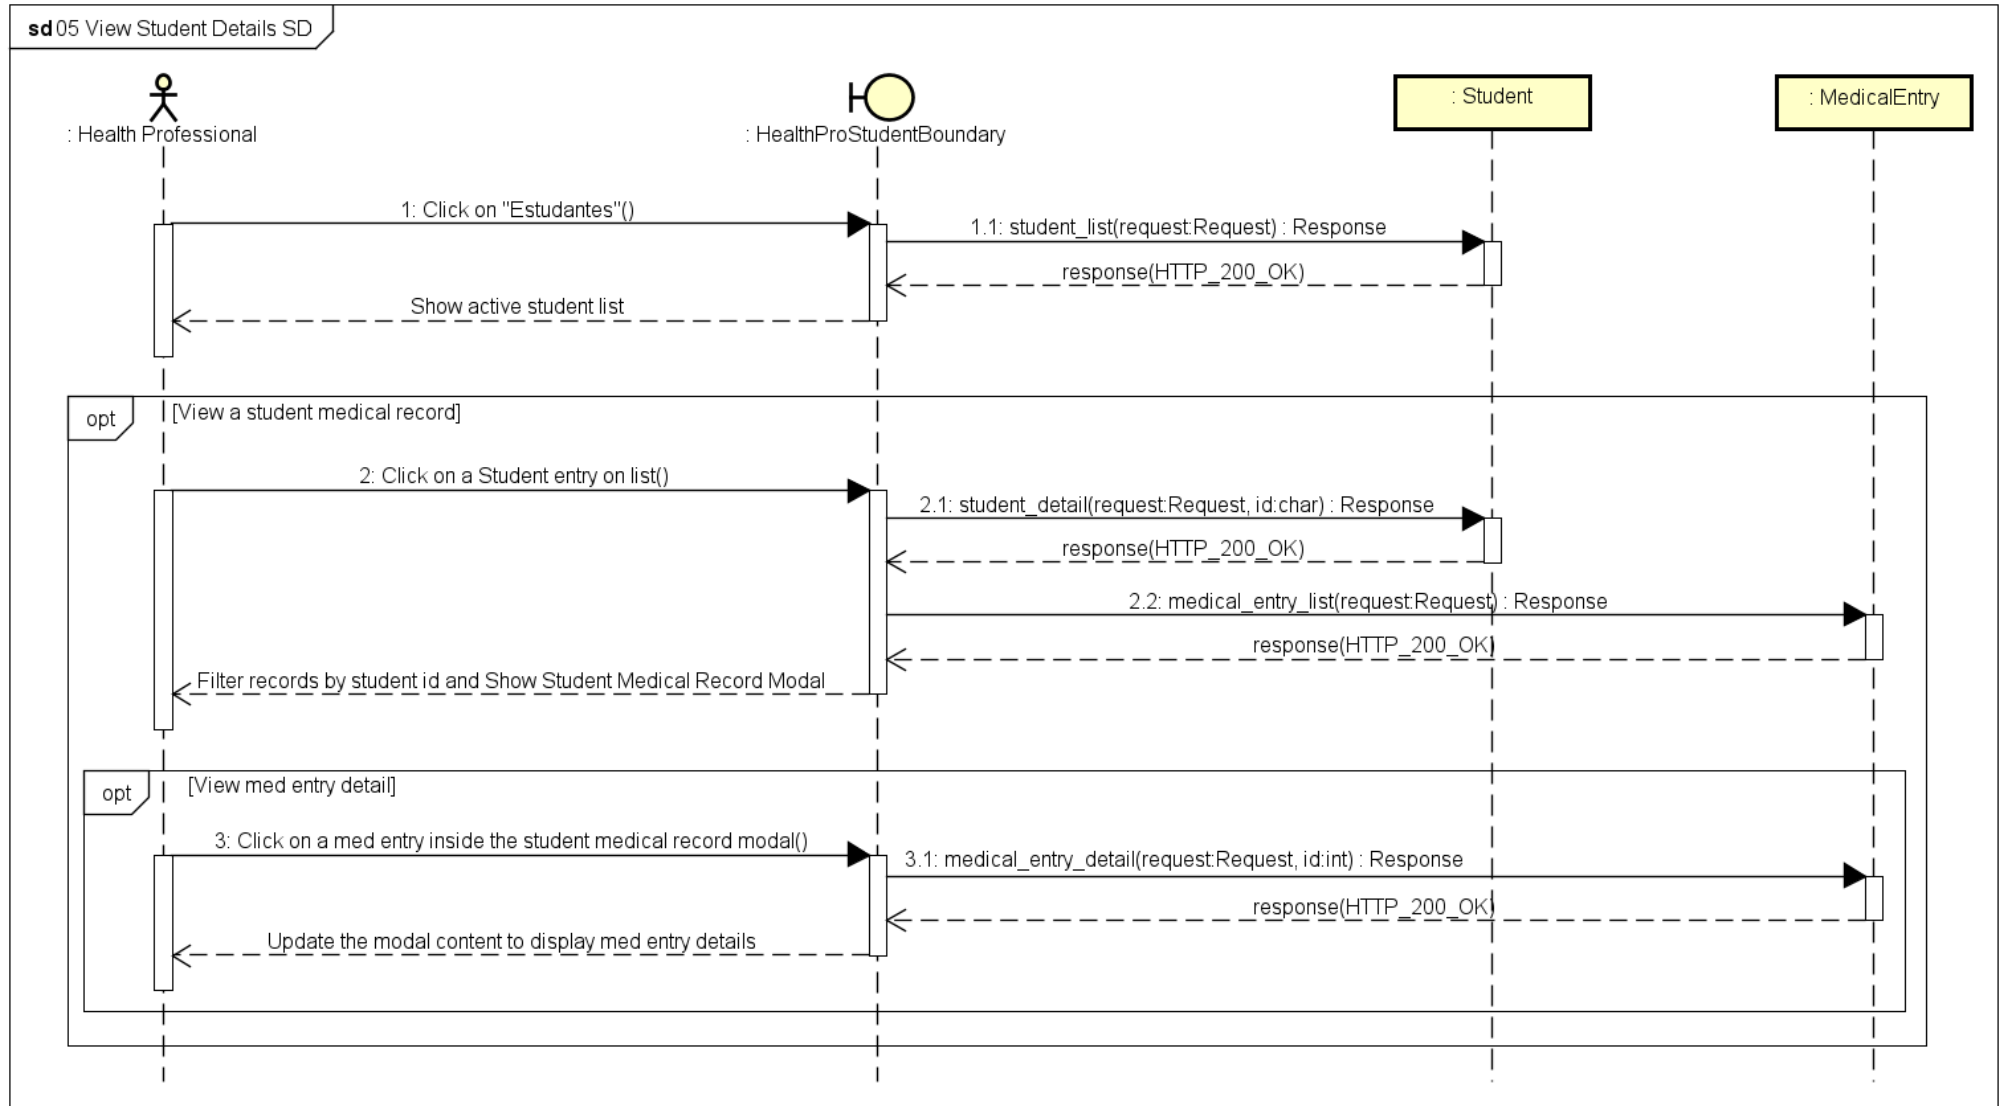 sd 05 View Student Details SD
: Health Professional
: HealthProStudentBoundary
: Student
: MedicalEntry
1: Click on "Estudantes"()
1.1: student_list(request:Request) : Response
response(HTTP_200_OK)
Show active student list
opt
[View a student medical record]
2: Click on a Student entry on list()
2.1: student_detail(request:Request, id:char) : Response
response(HTTP_200_OK)
2.2: medical_entry_list(request:Request) : Response
response(HTTP_200_OK)
Filter records by student id and Show Student Medical Record Modal
opt
[View med entry detail]
3: Click on a med entry inside the student medical record modal()
3.1: medical_entry_detail(request:Request, id:int) : Response
response(HTTP_200_OK)
Update the modal content to display med entry details